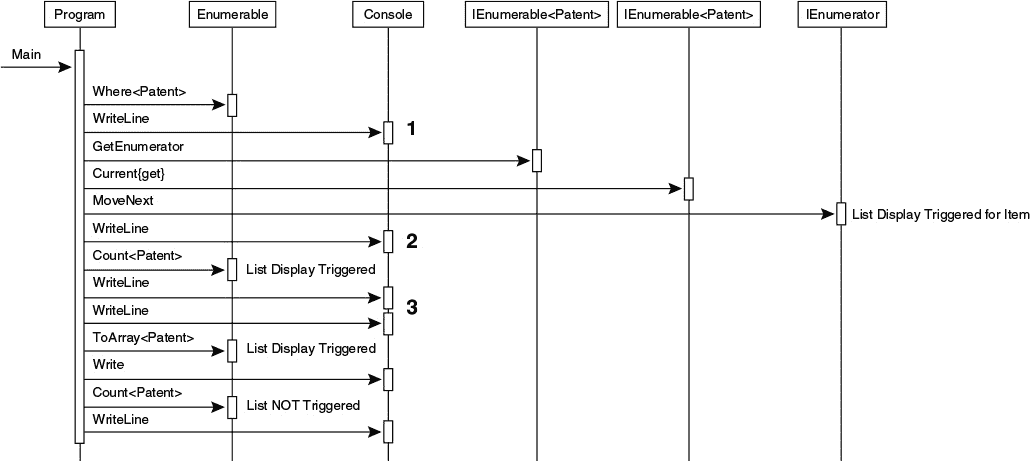 Program Enumerable Console IEnumerable<Patent> IEnumerable<Patent> IEnumerator
Main
Where<Patent>
WriteLine 1
GetEnumerator
Current{get}
MoveNext List Display Triggered for Item
WriteLine 2
Count<Patent> List Display Triggered
WriteLine
WriteLine 3
ToArray<Patent> List Display Triggered
Write
Count<Patent> List NOT Triggered
WriteLine